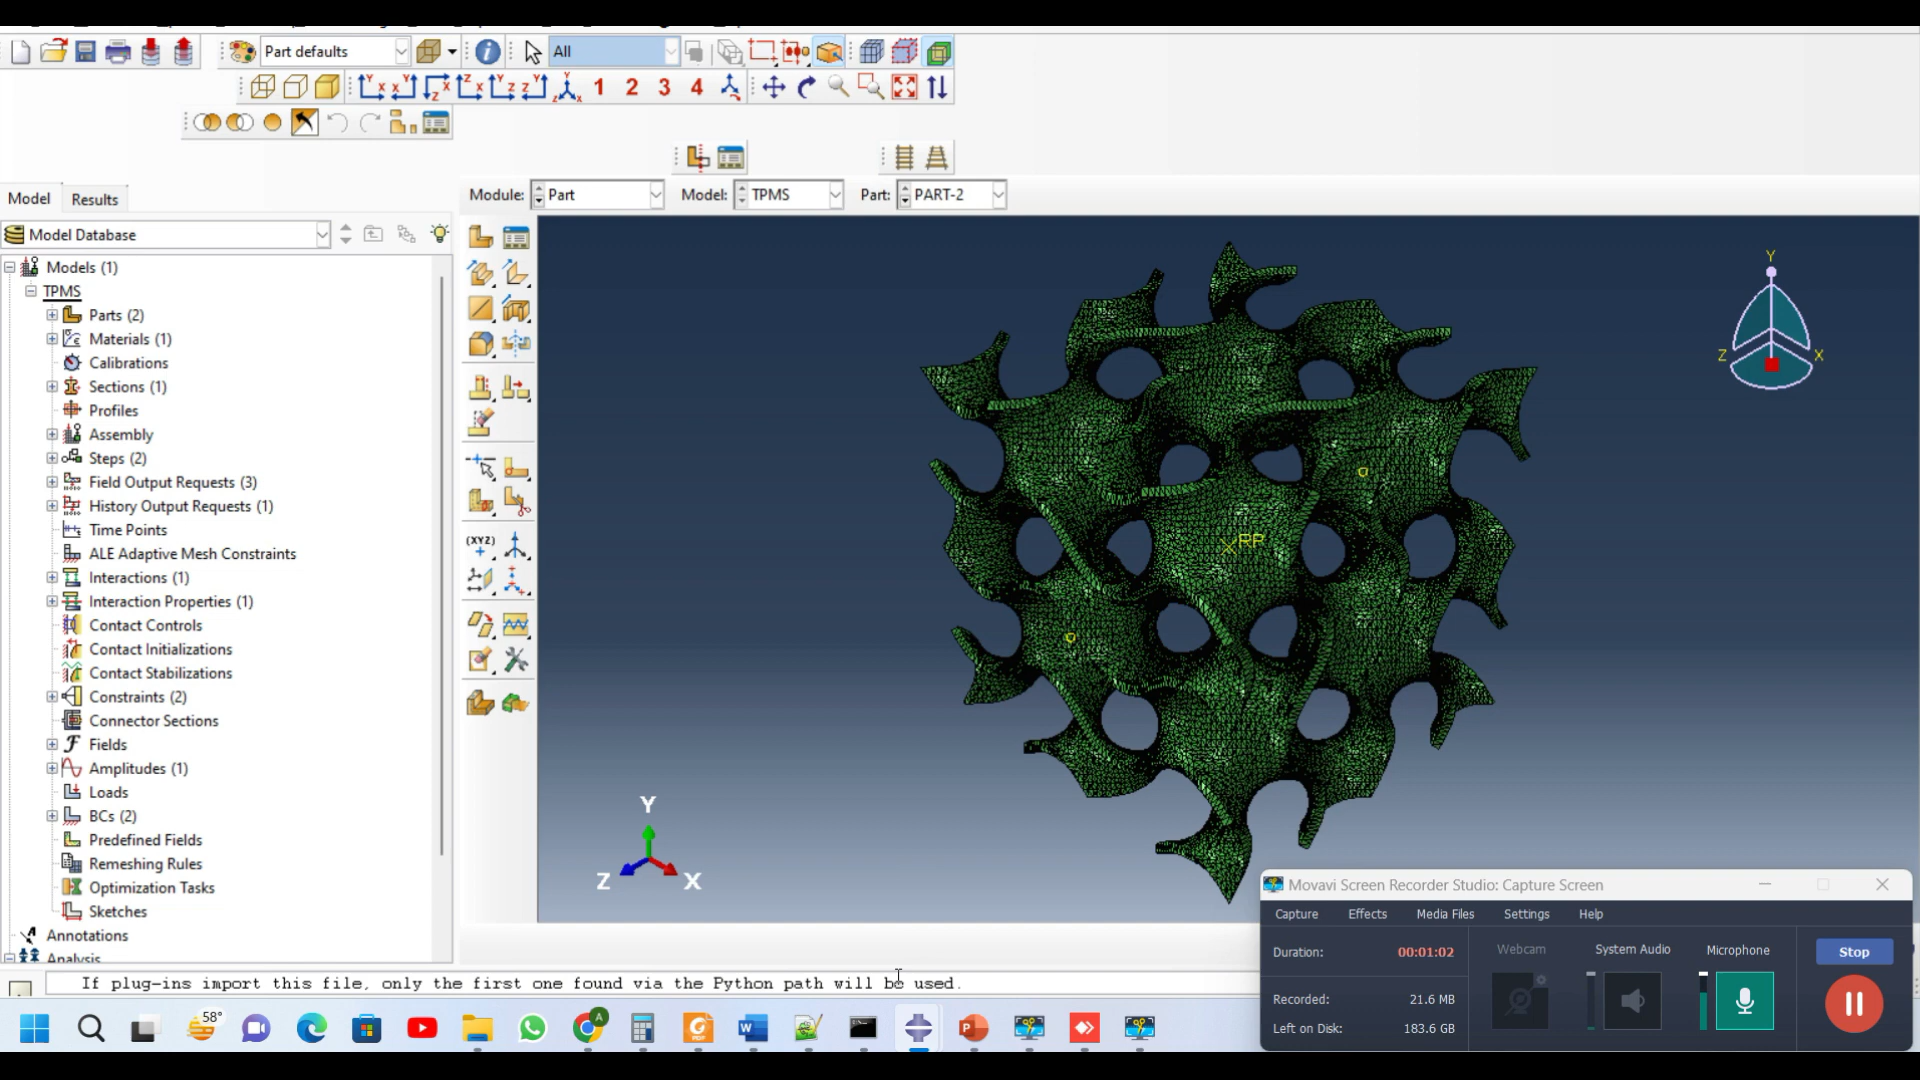 Part defaults
All
Y X X Y Z X Z X Y Z Z Y Y Z X 1 2 3 4
Model Results
Module: Part Model: TPMS Part: PART-2
Model Database
Models (1)
TPMS
Parts (2)
Materials (1)
Calibrations
Sections (1)
Profiles
Assembly
Steps (2)
Field Output Requests (3)
History Output Requests (1)
Time Points
ALE Adaptive Mesh Constraints
Interactions (1)
Interaction Properties (1)
Contact Controls
Contact Initializations
Contact Stabilizations
Constraints (2)
Connector Sections
Fields
Amplitudes (1)
Loads
BCs (2)
Predefined Fields
Remeshing Rules
Optimization Tasks
Sketches
Annotations
Analysis
(XYZ)
RP
Y
Z X
Y
Z X
Movavi Screen Recorder Studio: Capture Screen
Capture Effects Media Files Settings Help
Duration: 00:01:02
Webcam System Audio Microphone
Stop
Recorded: 21.6 MB
Left on Disk: 183.6 GB
If plug-ins import this file, only the first one found via the Python path will be used.
58°
A